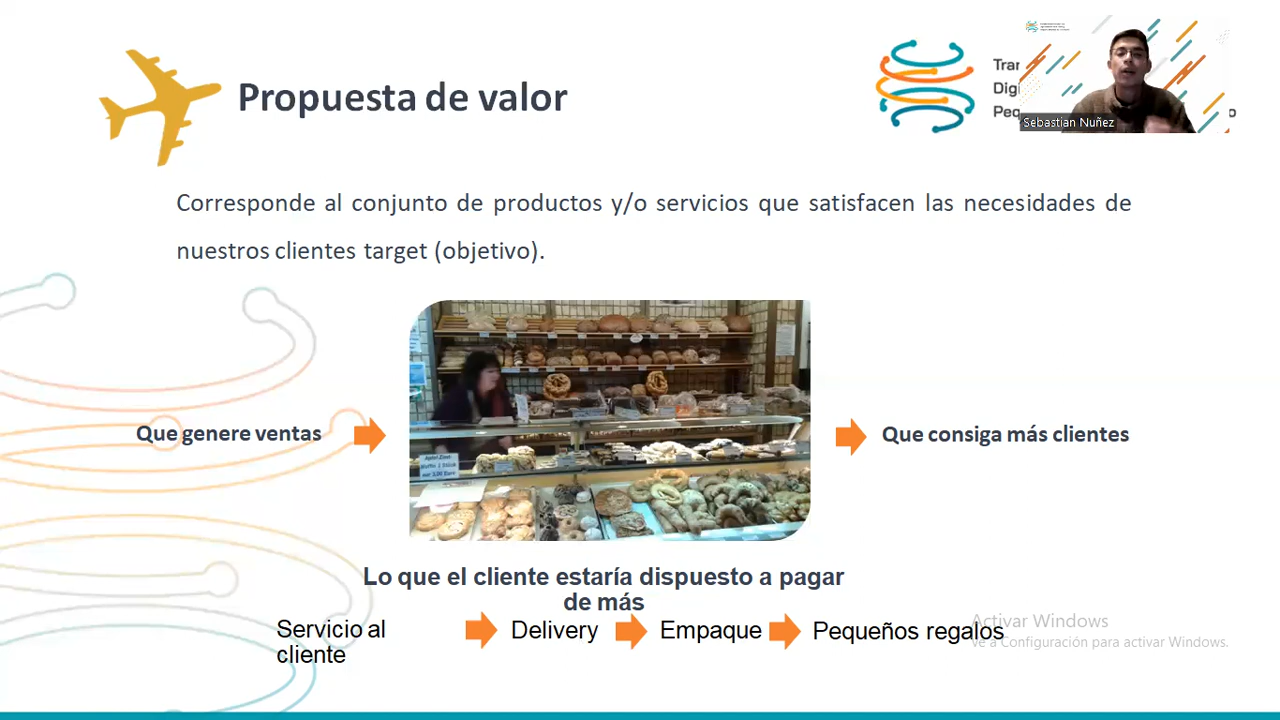 Propuesta de valor
Sebastian Nuñez
Corresponde al conjunto de productos y/o servicios que satisfacen las necesidades de
nuestros clientes target (objetivo).
Que genere ventas
Que consiga más clientes
Lo que el cliente estaría dispuesto a pagar
de más
Servicio al
cliente
Delivery
Empaque
Pequeños regalos
Activar Windows
Ve a Configuración para activar Windows.